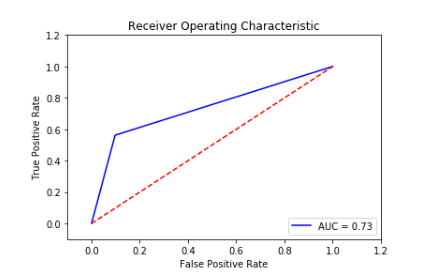 Receiver Operating Characteristic
1.2
1.0
0.8
0.6
0.4
0.2
0.0
True Positive Rate
AUC = 0.73
0.0 0.2 0.4 0.6 0.8 1.0 1.2
False Positive Rate